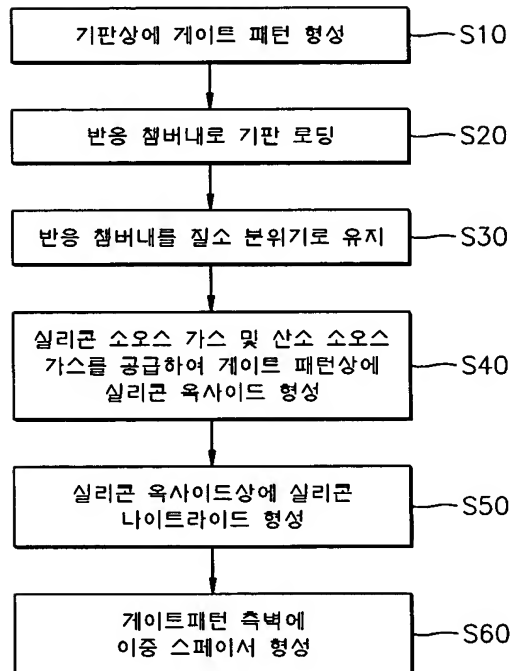 기판상에 게이트 패턴 형성
S10
반응 챔버내로 기판 로딩
S20
반응 챔버내를 질소 분위기로 유지
S30
실리콘 소오스 가스 및 산소 소오스
가스를 공급하여 게이트 패턴상에
실리콘 옥사이드 형성
S40
실리콘 옥사이드상에 실리콘
나이트라이드 형성
S50
게이트패턴 측벽에
이중 스페이서 형성
S60